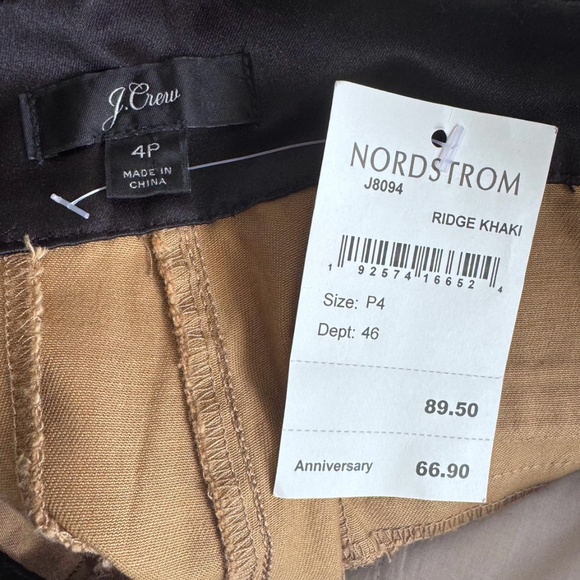 J.Crew
4P
MADE IN
CHINA
NORDSTROM
J8094
RIDGE KHAKI
1 92574 16652 4
Size: P4
Dept: 46
89.50
Anniversary 66.90